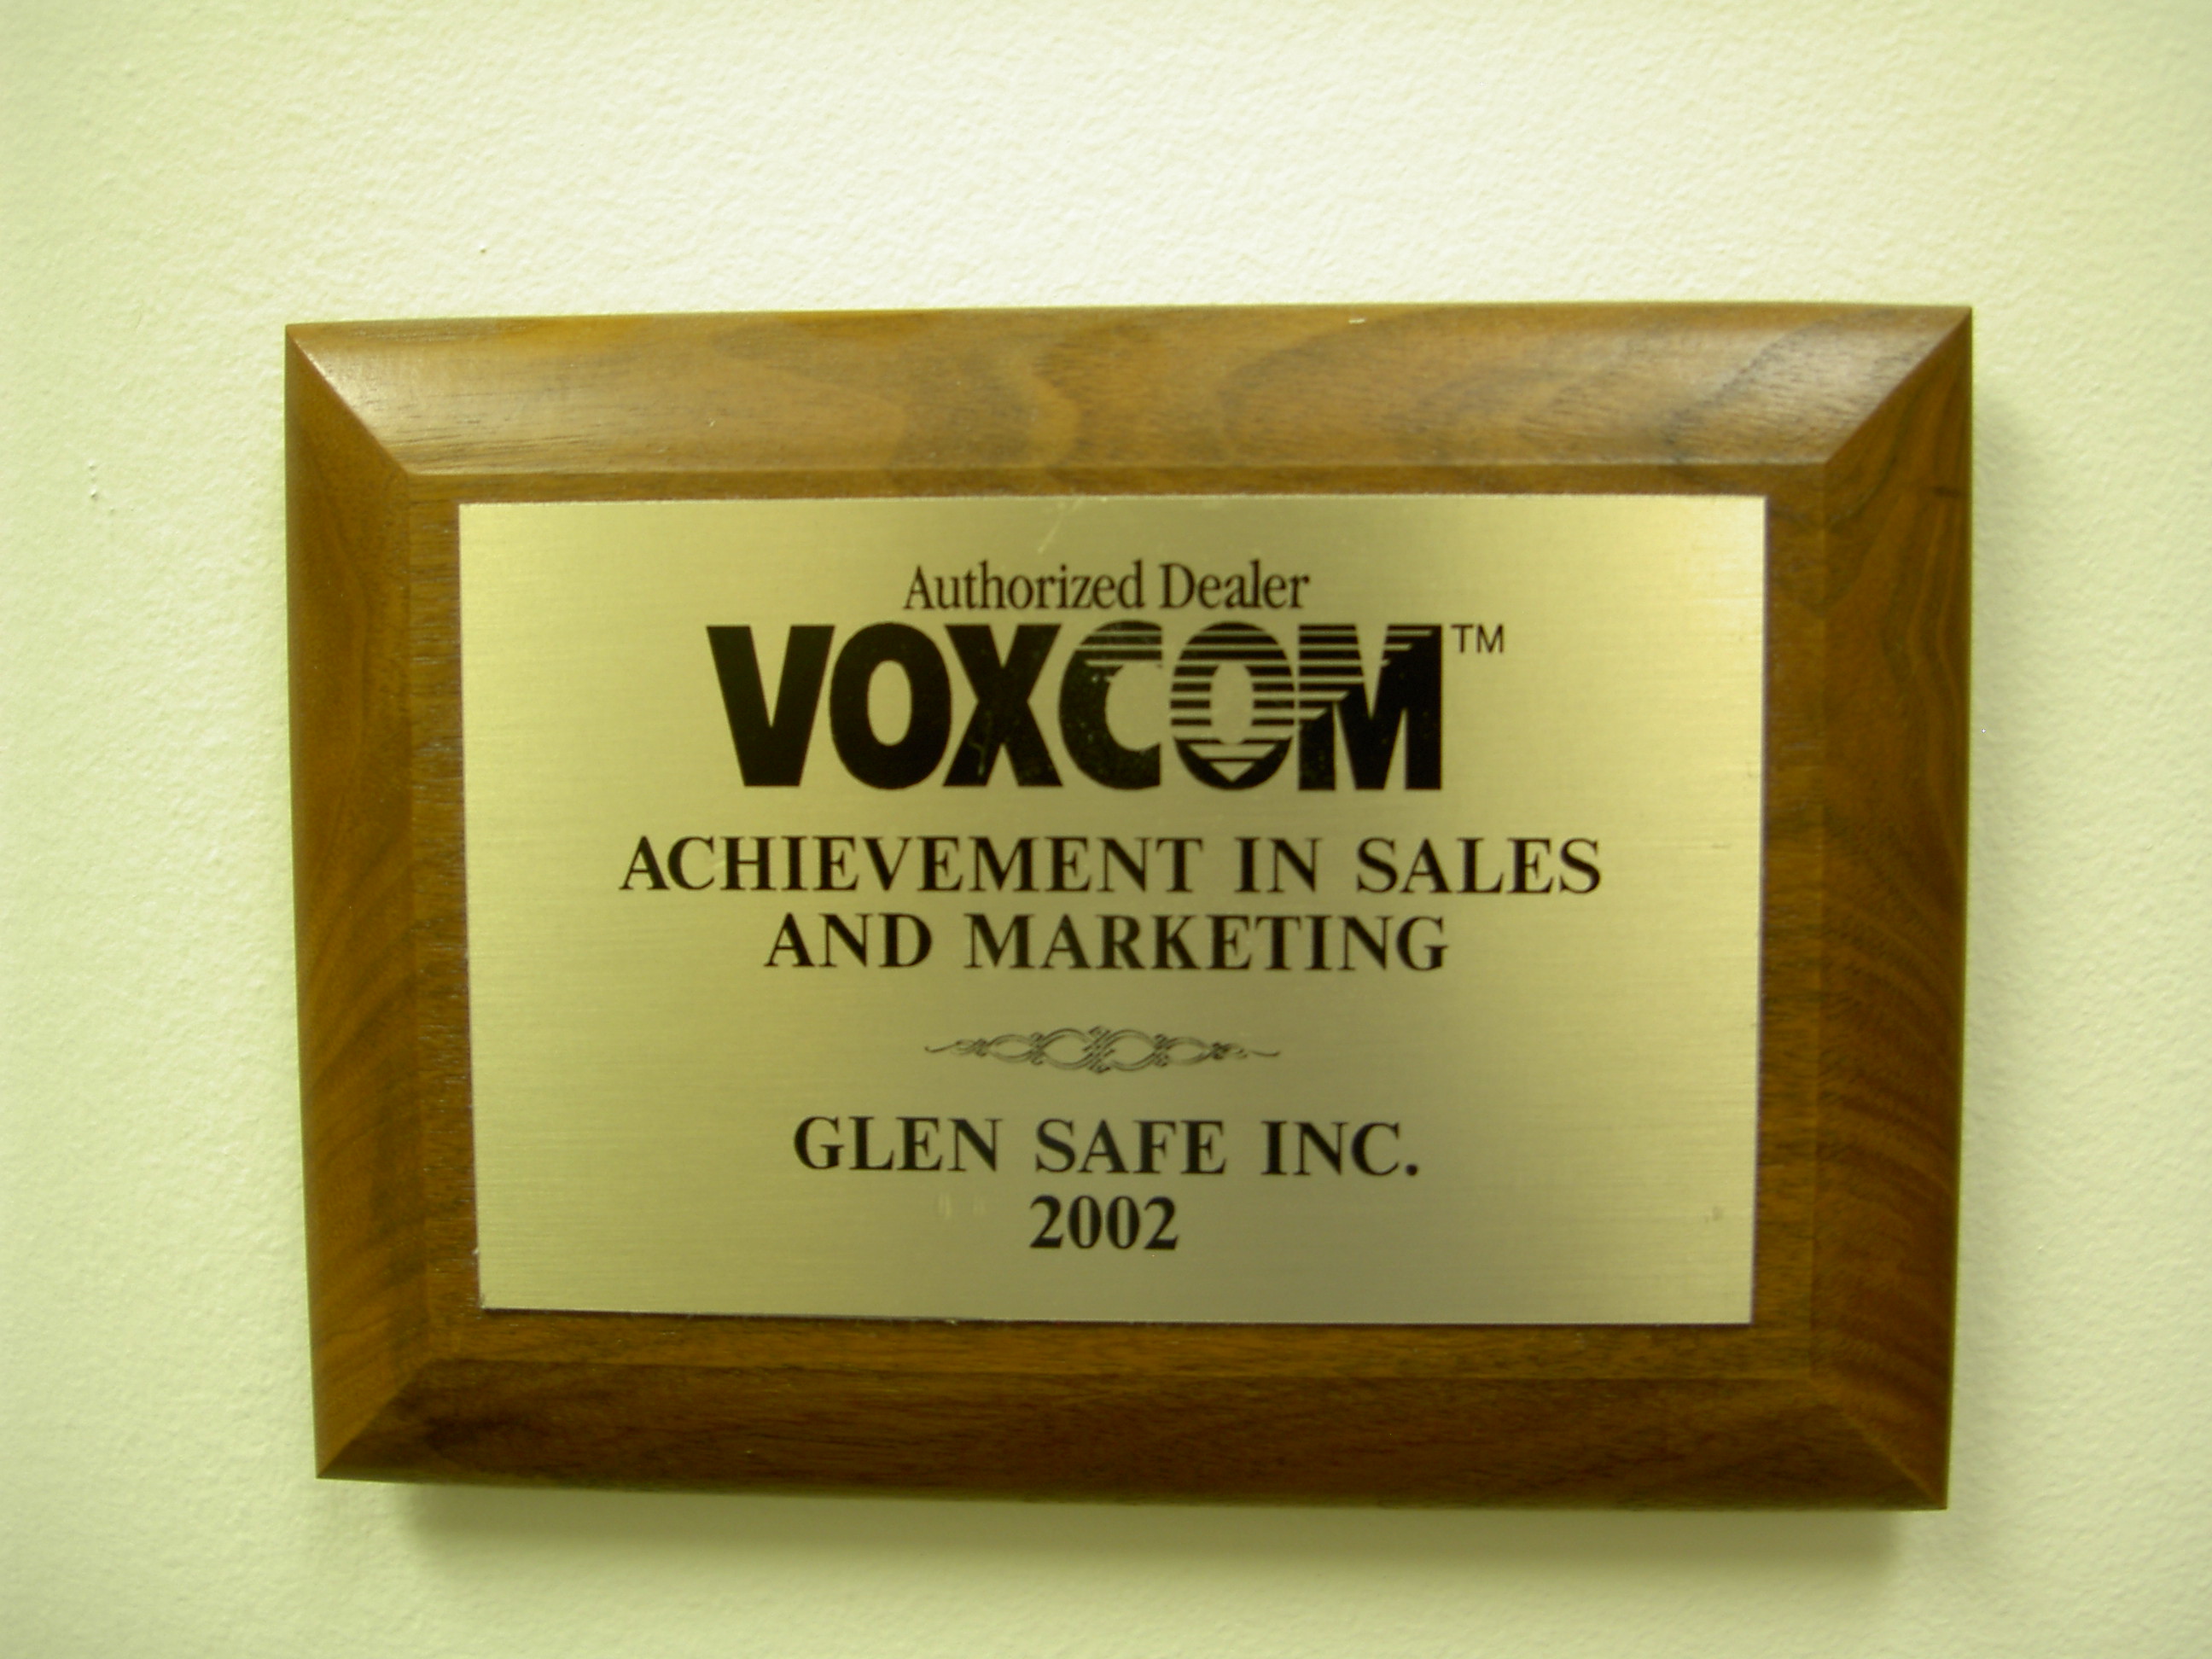 Authorized Dealer
VOXCOM™
ACHIEVEMENT IN SALES
AND MARKETING
GLEN SAFE INC.
2002